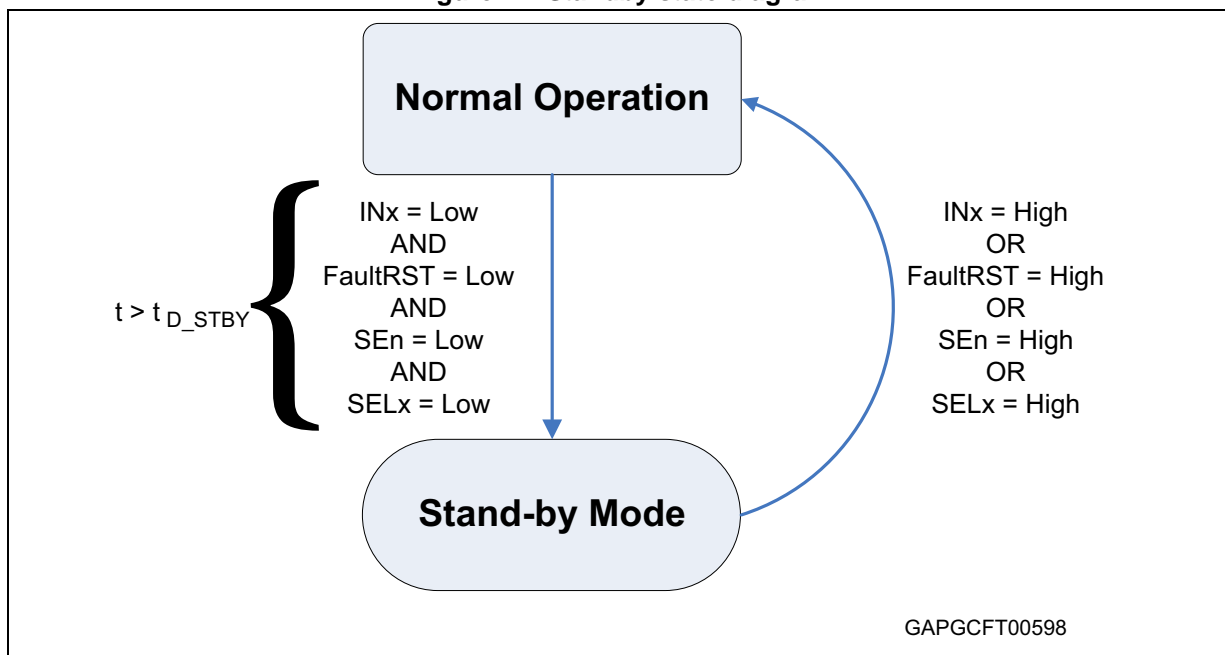 Normal Operation
INx = Low
AND
FaultRST = Low
AND
SEn = Low
AND
SELx = Low
t > t D_STBY
INx = High
OR
FaultRST = High
OR
SEn = High
OR
SELx = High
Stand-by Mode
GAPGCFT00598